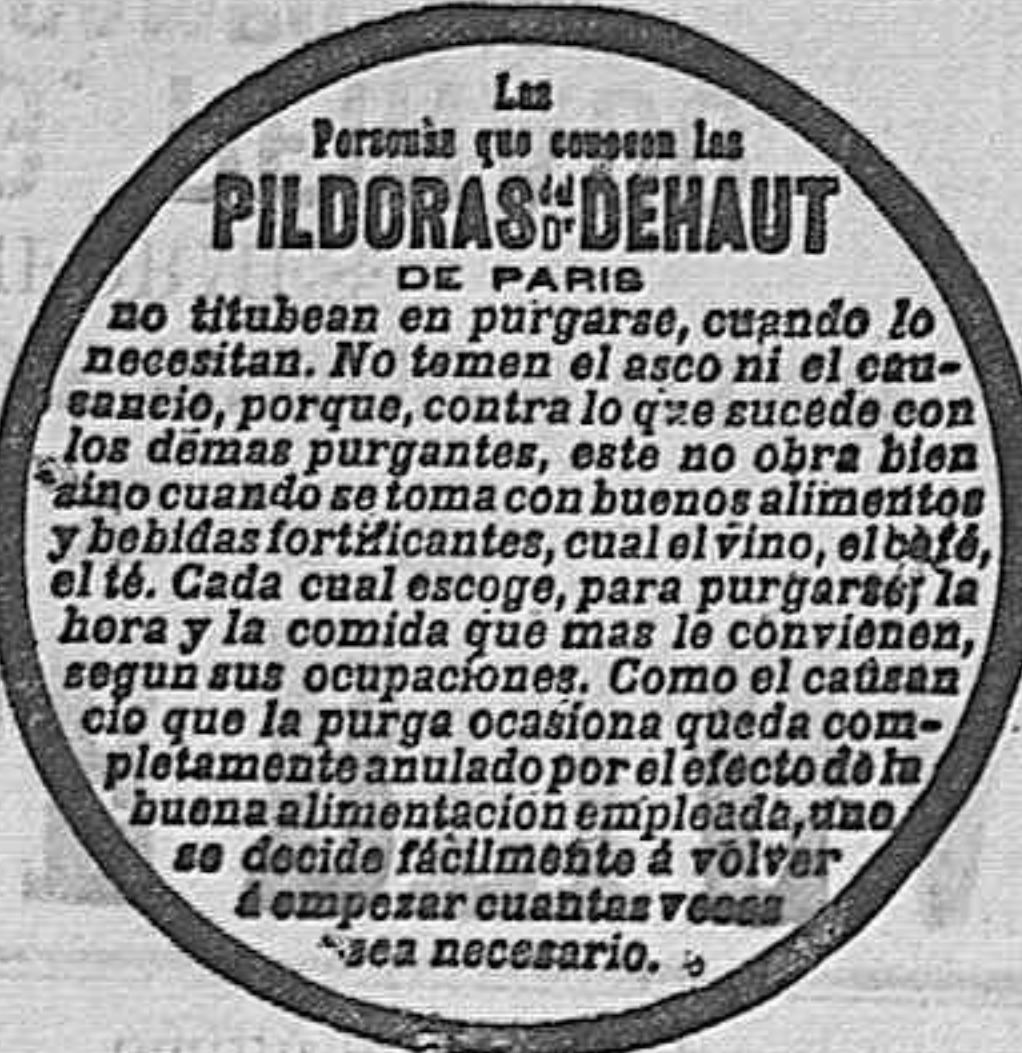 Las
Personas que conocen las
PILDORAS del Dr DEHAUT
DE PARIS
no titubean en purgarse, cuando lo
necesitan. No temen el asco ni el cau-
sancio, porque, contra lo que sucede con
los demas purgantes, este no obra bien
sino cuando se toma con buenos alimentos
y bebidas fortificantes, cual el vino, el café,
el té. Cada cual escoge, para purgarse, la
hora y la comida que mas le convienen,
segun sus ocupaciones. Como el causan
cio que la purga ocasiona queda com-
pletamente anulado por el efecto de la
buena alimentacion empleada, uno
se decide fácilmente á volver
á empezar cuantas veces
sea necesario.